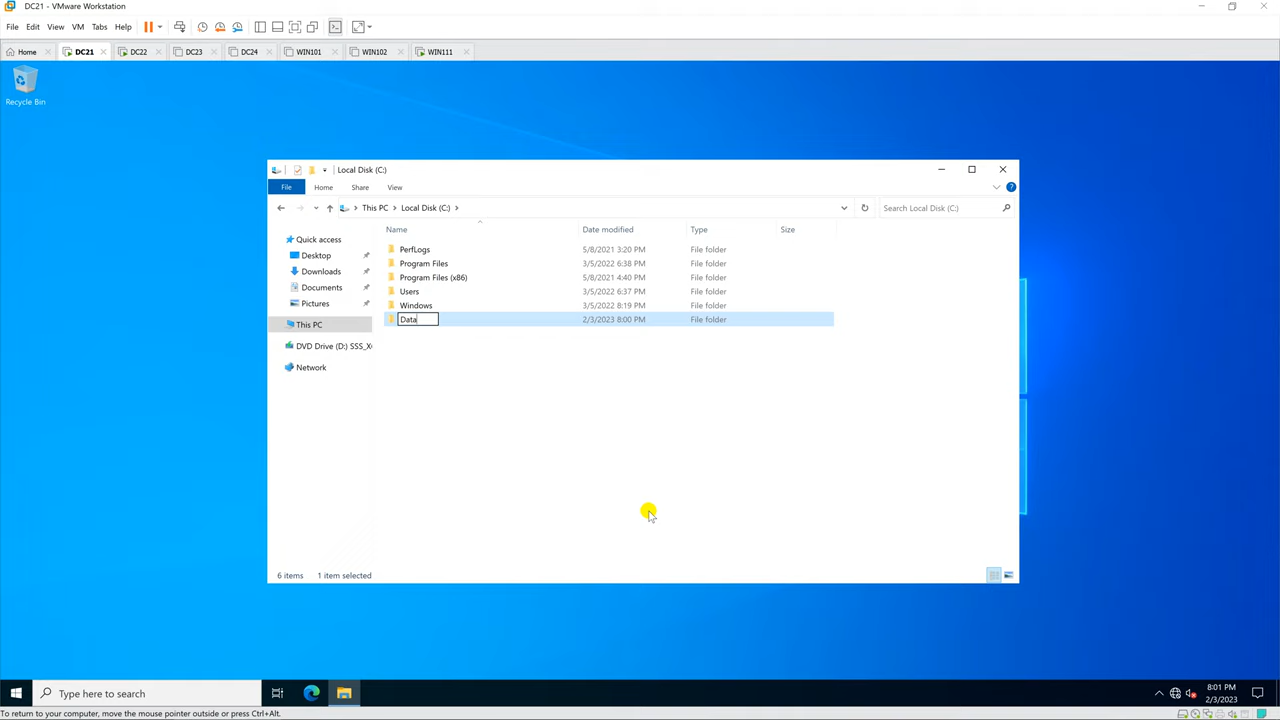 DC21 - VMware Workstation
File Edit View VM Tabs Help
Home DC21 DC22 DC23 DC24 WIN101 WIN102 WIN111
Recycle Bin
Local Disk (C:)
File Home Share View
This PC Local Disk (C:) Search Local Disk (C:)
Name Date modified Type Size
Quick access
Desktop
Downloads
Documents
Pictures
This PC
DVD Drive (D:) SSS_X
Network
PerfLogs 5/8/2021 3:20 PM File folder
Program Files 3/5/2022 6:38 PM File folder
Program Files (x86) 5/8/2021 4:40 PM File folder
Users 3/5/2022 6:37 PM File folder
Windows 3/5/2022 8:19 PM File folder
Data 2/3/2023 8:00 PM File folder
6 items 1 item selected
Type here to search
8:01 PM
2/3/2023
To return to your computer, move the mouse pointer outside or press Ctrl+Alt.